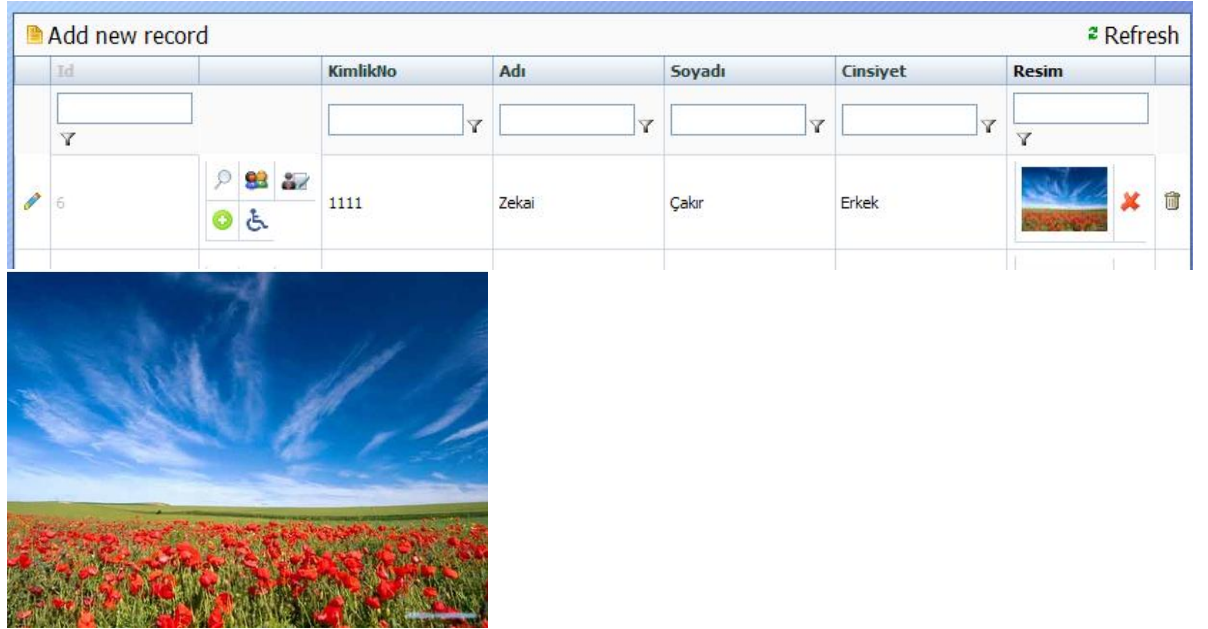 Add new record Refresh
Id KimlikNo Adı Soyadı Cinsiyet Resim
6 1111 Zekai Çakır Erkek